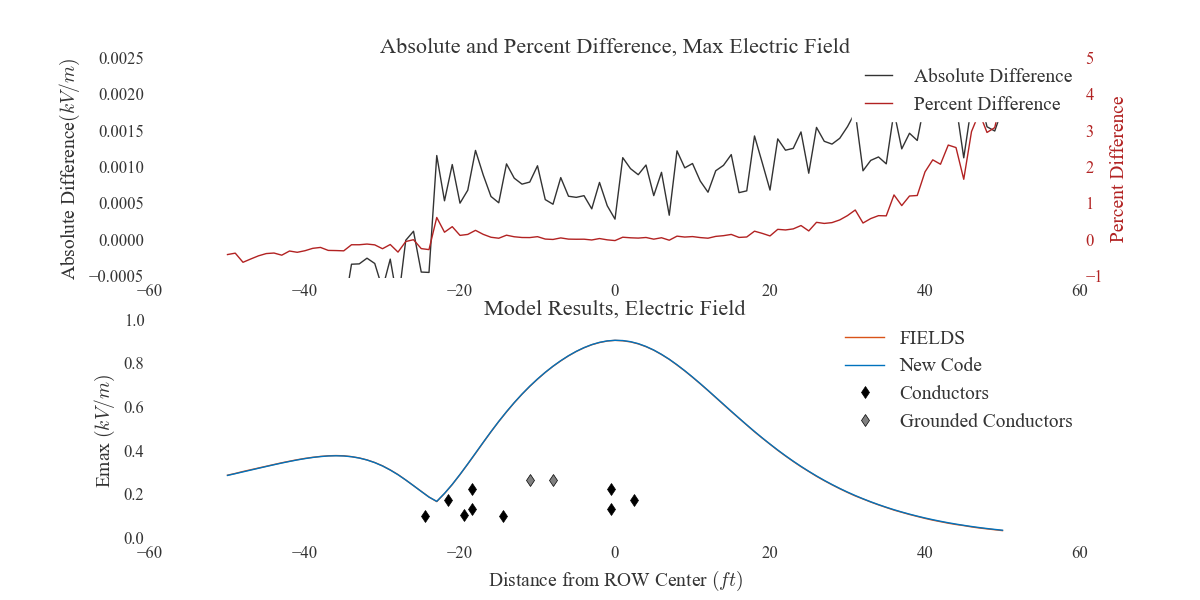 Absolute and Percent Difference, Max Electric Field
Absolute Difference(kV/m)
0.0025
0.0020
0.0015
0.0010
0.0005
0.0000
−0.0005
5
4
3
2
1
0
−1
Percent Difference
Absolute Difference
Percent Difference
−60 −40 −20 0 20 40 60
Model Results, Electric Field
Emax (kV/m)
1.0
0.8
0.6
0.4
0.2
0.0
FIELDS
New Code
Conductors
Grounded Conductors
−60 −40 −20 0 20 40 60
Distance from ROW Center (ft)